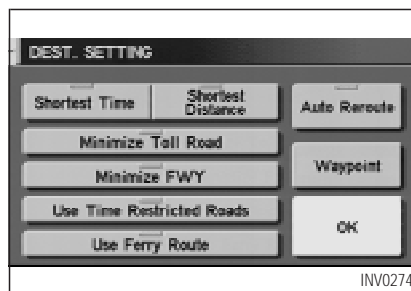 DEST. SETTING
Shortest Time
Shortest
Distance
Auto Reroute
Minimize Toll Road
Minimize FWY
Waypoint
Use Time Restricted Roads
Use Ferry Route
OK
INV0274